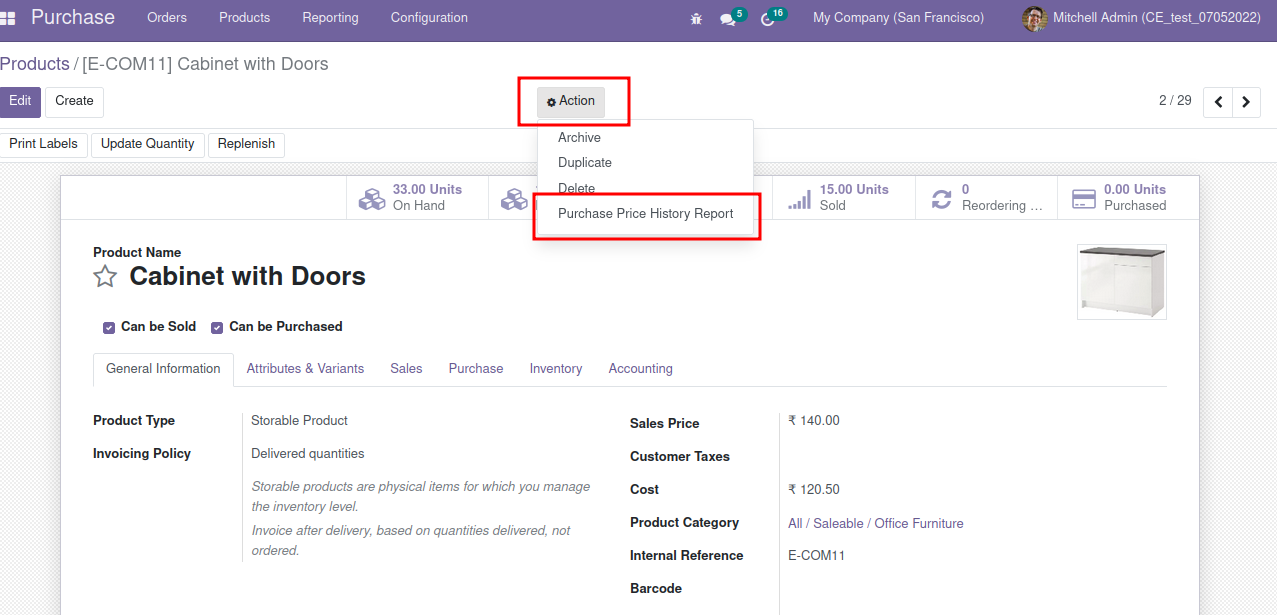 Purchase Orders Products Reporting Configuration 5 16 My Company (San Francisco) Mitchell Admin (CE_test_07052022)
Products / [E-COM11] Cabinet with Doors
Edit Create Action 2 / 29
Archive
Print Labels Update Quantity Replenish
Duplicate
Delete
33.00 Units
On Hand
15.00 Units
Sold
0
Reordering ...
0.00 Units
Purchased
Purchase Price History Report
Product Name
Cabinet with Doors
Can be Sold Can be Purchased
General Information Attributes & Variants Sales Purchase Inventory Accounting
Product Type Storable Product
Invoicing Policy Delivered quantities
Storable products are physical items for which you manage
the inventory level.
Invoice after delivery, based on quantities delivered, not
ordered.
Sales Price ₹ 140.00
Customer Taxes
Cost ₹ 120.50
Product Category All / Saleable / Office Furniture
Internal Reference E-COM11
Barcode